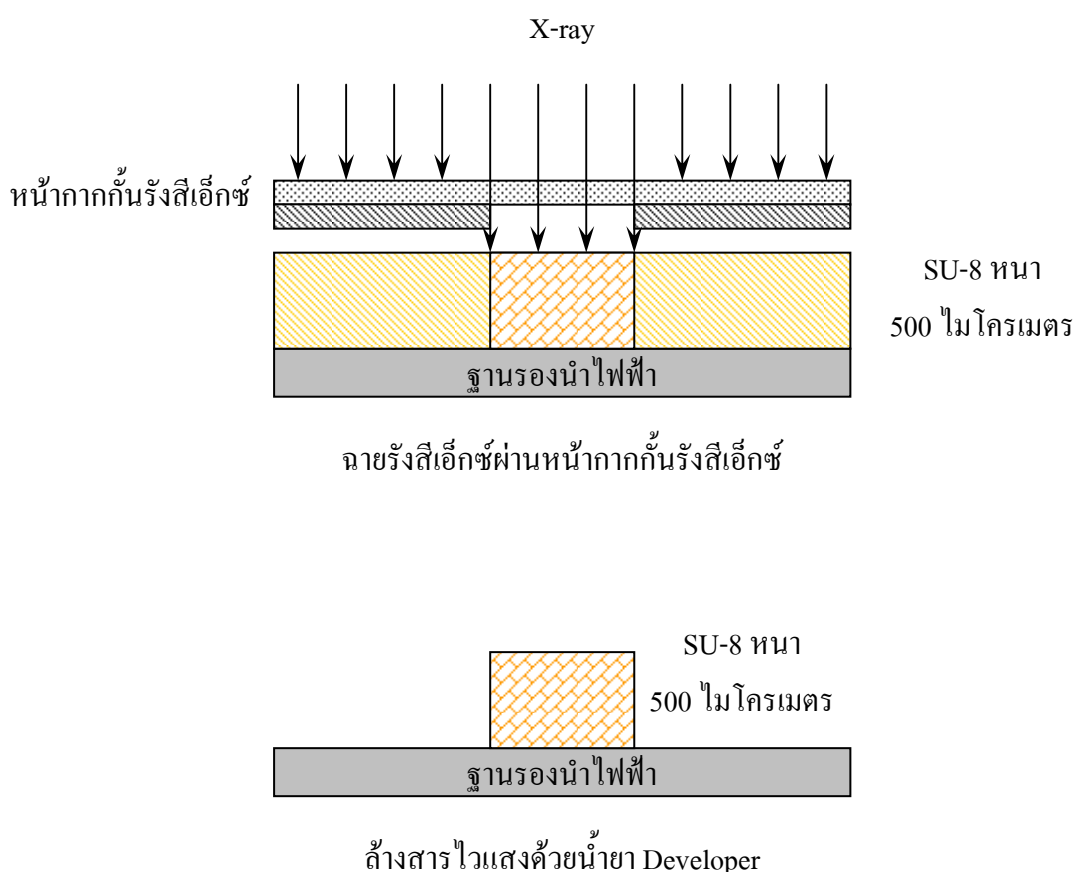 X-ray
หน้ากากกั้นรังสีเอ็กซ์
SU-8 หนา
500 ไมโครเมตร
ฐานรองนำไฟฟ้า
ฉายรังสีเอ็กซ์ผ่านหน้ากากกั้นรังสีเอ็กซ์
SU-8 หนา
500 ไมโครเมตร
ฐานรองนำไฟฟ้า
ล้างสารไวแสงด้วยน้ำยา Developer